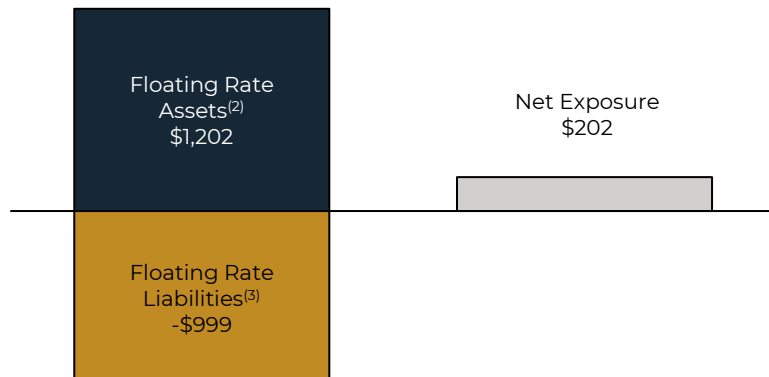 Floating Rate
Assets(2)
$1,202
Net Exposure
$202
Floating Rate
Liabilities(3)
-$999